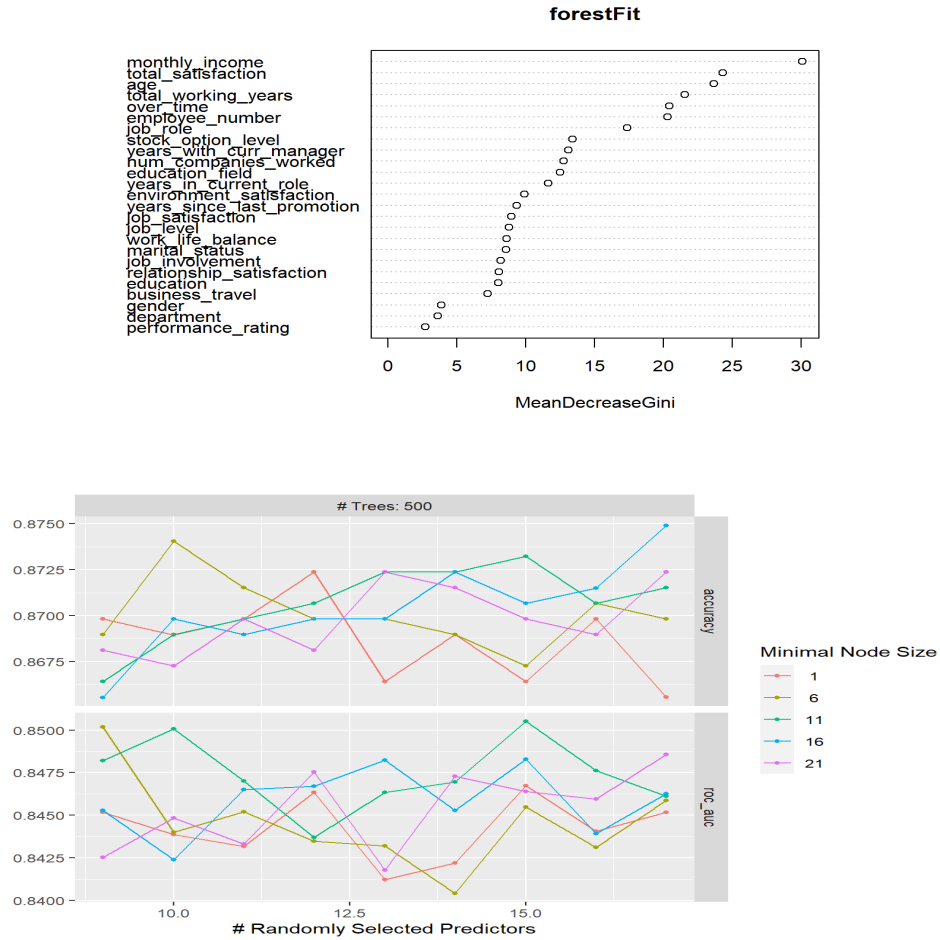 forestFit
monthly_income
total_satisfaction
age
total_working_years
over_time
employee_number
job_role
stock_option_level
years_with_curr_manager
num_companies_worked
education_field
years_in_current_role
environment_satisfaction
years_since_last_promotion
job_satisfaction
job_level
work_life_balance
marital_status
job_involvement
relationship_satisfaction
education
business_travel
gender
department
performance_rating
0 5 10 15 20 25 30
MeanDecreaseGini
# Trees: 500
0.8750
0.8725
0.8700
0.8675
accuracy
0.8500
0.8475
0.8450
0.8425
0.8400
roc_auc
10.0 12.5 15.0
# Randomly Selected Predictors
Minimal Node Size
1
6
11
16
21